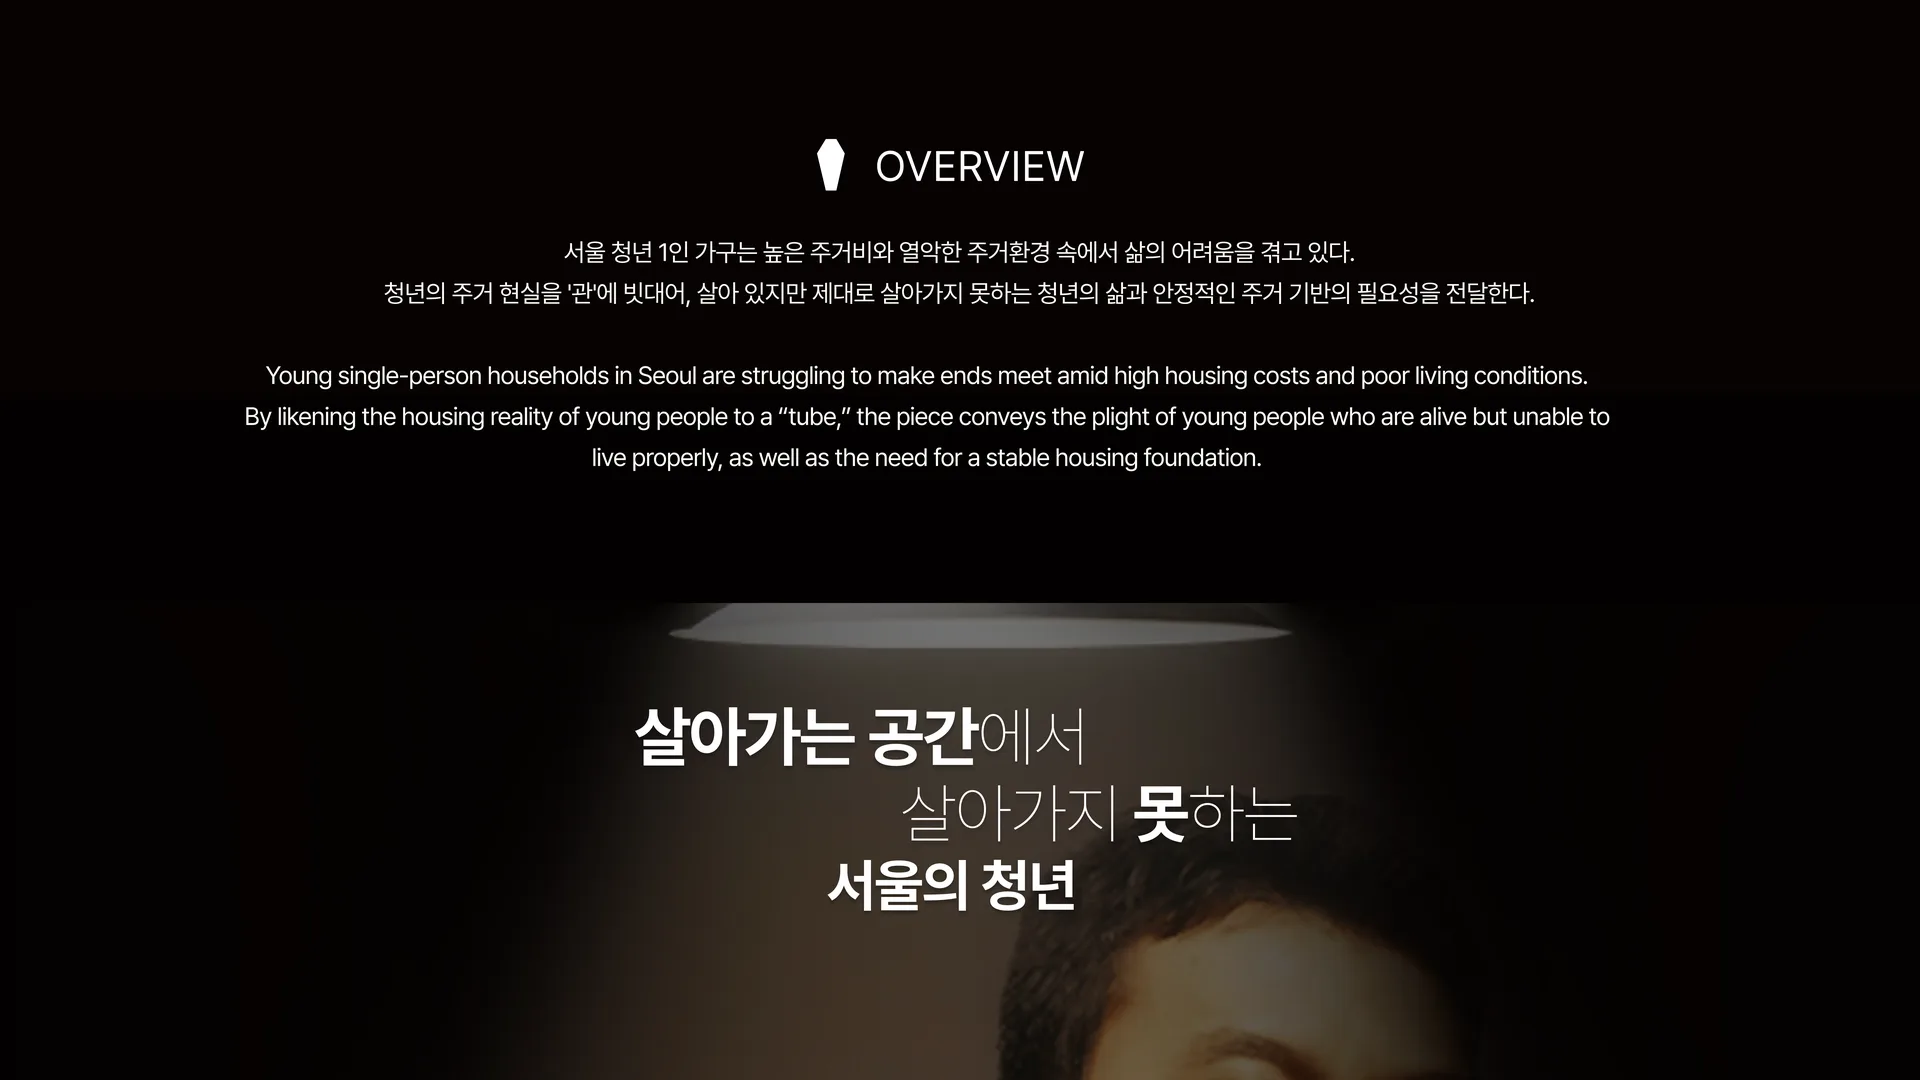 OVERVIEW
서울 청년 1인 가구는 높은 주거비와 열악한 주거환경 속에서 삶의 어려움을 겪고 있다.
청년의 주거 현실을 '관'에 빗대어, 살아 있지만 제대로 살아가지 못하는 청년의 삶과 안정적인 주거 기반의 필요성을 전달한다.
Young single-person households in Seoul are struggling to make ends meet amid high housing costs and poor living conditions.
By likening the housing reality of young people to a “tube,” the piece conveys the plight of young people who are alive but unable to
live properly, as well as the need for a stable housing foundation.
살아가는 공간에서
살아가지 못하는
서울의 청년